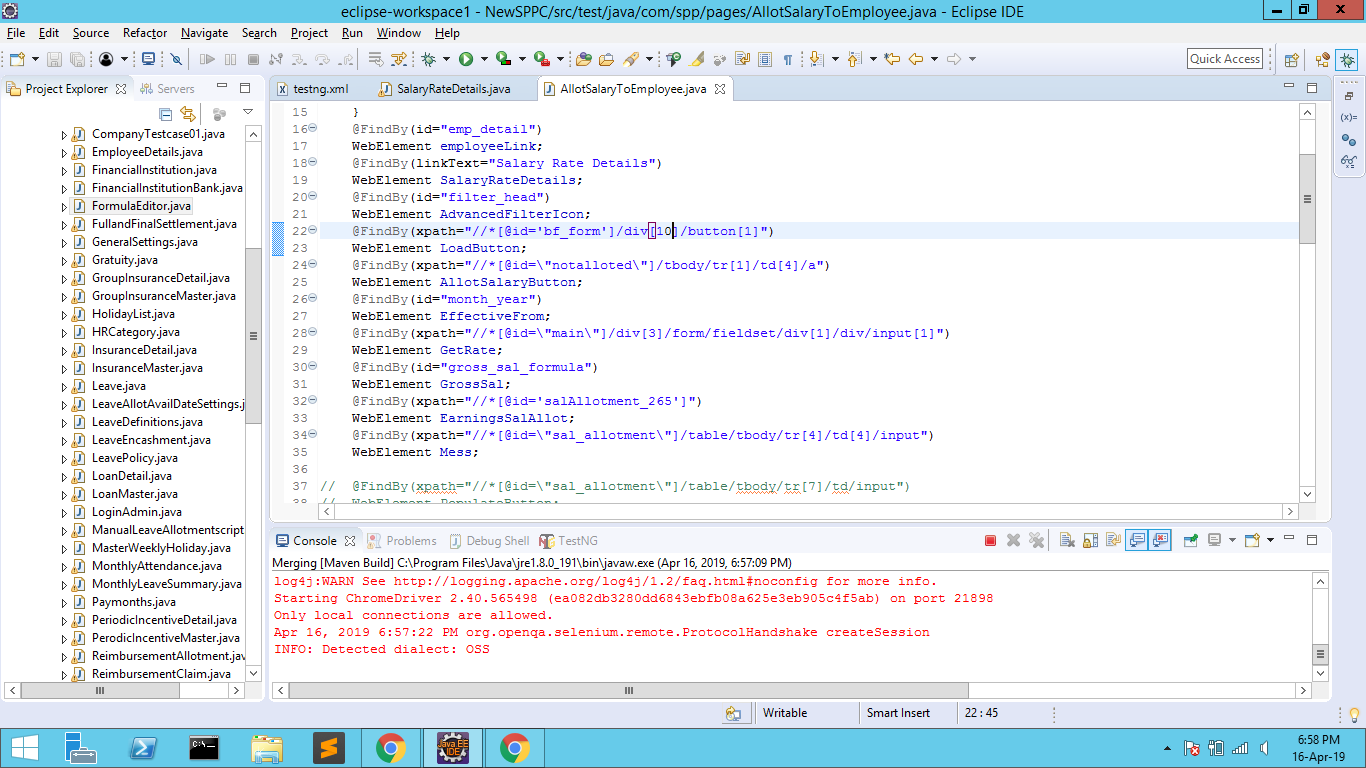 eclipse-workspace1 - NewSPPC/src/test/java/com/spp/pages/AllotSalaryToEmployee.java - Eclipse IDE
File Edit Source Refactor Navigate Search Project Run Window Help
Quick Access
Project Explorer Servers
CompanyTestcase01.java
EmployeeDetails.java
FinancialInstitution.java
FinancialInstitutionBank.java
FormulaEditor.java
FullandFinalSettlement.java
GeneralSettings.java
Gratuity.java
GroupInsuranceDetail.java
GroupInsuranceMaster.java
HolidayList.java
HRCategory.java
InsuranceDetail.java
InsuranceMaster.java
Leave.java
LeaveAllotAvailDateSettings.j
LeaveDefinitions.java
LeaveEncashment.java
LeavePolicy.java
LoanDetail.java
LoanMaster.java
LoginAdmin.java
ManualLeaveAllotmentscript
MasterWeeklyHoliday.java
MonthlyAttendance.java
MonthlyLeaveSummary.java
Paymonths.java
PeriodicIncentiveDetail.java
PerodicIncentiveMaster.java
ReimbursementAllotment.jav
ReimbursementClaim.java
testng.xml SalaryRateDetails.java AllotSalaryToEmployee.java
15 }
16 @FindBy(id="emp_detail")
17 WebElement employeeLink;
18 @FindBy(linkText="Salary Rate Details")
19 WebElement SalaryRateDetails;
20 @FindBy(id="filter_head")
21 WebElement AdvancedFilterIcon;
22 @FindBy(xpath="//*[@id='bf_form']/div[10]/button[1]")
23 WebElement LoadButton;
24 @FindBy(xpath="//*[@id=\"notalloted\"]/tbody/tr[1]/td[4]/a")
25 WebElement AllotSalaryButton;
26 @FindBy(id="month_year")
27 WebElement EffectiveFrom;
28 @FindBy(xpath="//*[@id=\"main\"]/div[3]/form/fieldset/div[1]/div/input[1]")
29 WebElement GetRate;
30 @FindBy(id="gross_sal_formula")
31 WebElement GrossSal;
32 @FindBy(xpath="//*[@id='salAllotment_265']")
33 WebElement EarningsSalAllot;
34 @FindBy(xpath="//*[@id=\"sal_allotment\"]/table/tbody/tr[4]/td[4]/input")
35 WebElement Mess;
36
37 // @FindBy(xpath="//*[@id=\"sal_allotment\"]/table/tbody/tr[7]/td/input")
38 // WebElement PopulateButton;
Console Problems Debug Shell TestNG
Merging [Maven Build] C:\Program Files\Java\jre1.8.0_191\bin\javaw.exe (Apr 16, 2019, 6:57:09 PM)
log4j:WARN See http://logging.apache.org/log4j/1.2/faq.html#noconfig for more info.
Starting ChromeDriver 2.40.565498 (ea082db3280dd6843ebfb08a625e3eb905c4f5ab) on port 21898
Only local connections are allowed.
Apr 16, 2019 6:57:22 PM org.openqa.selenium.remote.ProtocolHandshake createSession
INFO: Detected dialect: OSS
Writable Smart Insert 22 : 45
Java EE
IDE
6:58 PM
16-Apr-19